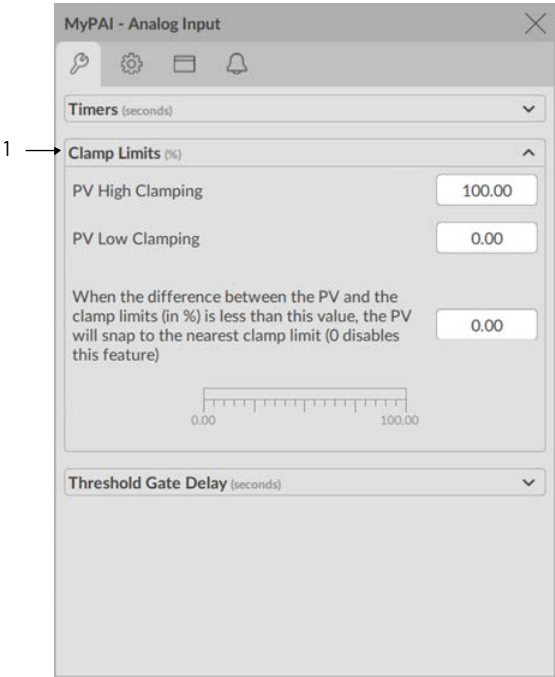 MyPAI - Analog Input
Timers (seconds)
1
Clamp Limits (%)
PV High Clamping
100.00
PV Low Clamping
0.00
When the difference between the PV and the
clamp limits (in %) is less than this value, the PV
will snap to the nearest clamp limit (0 disables
this feature)
0.00
0.00
100.00
Threshold Gate Delay (seconds)